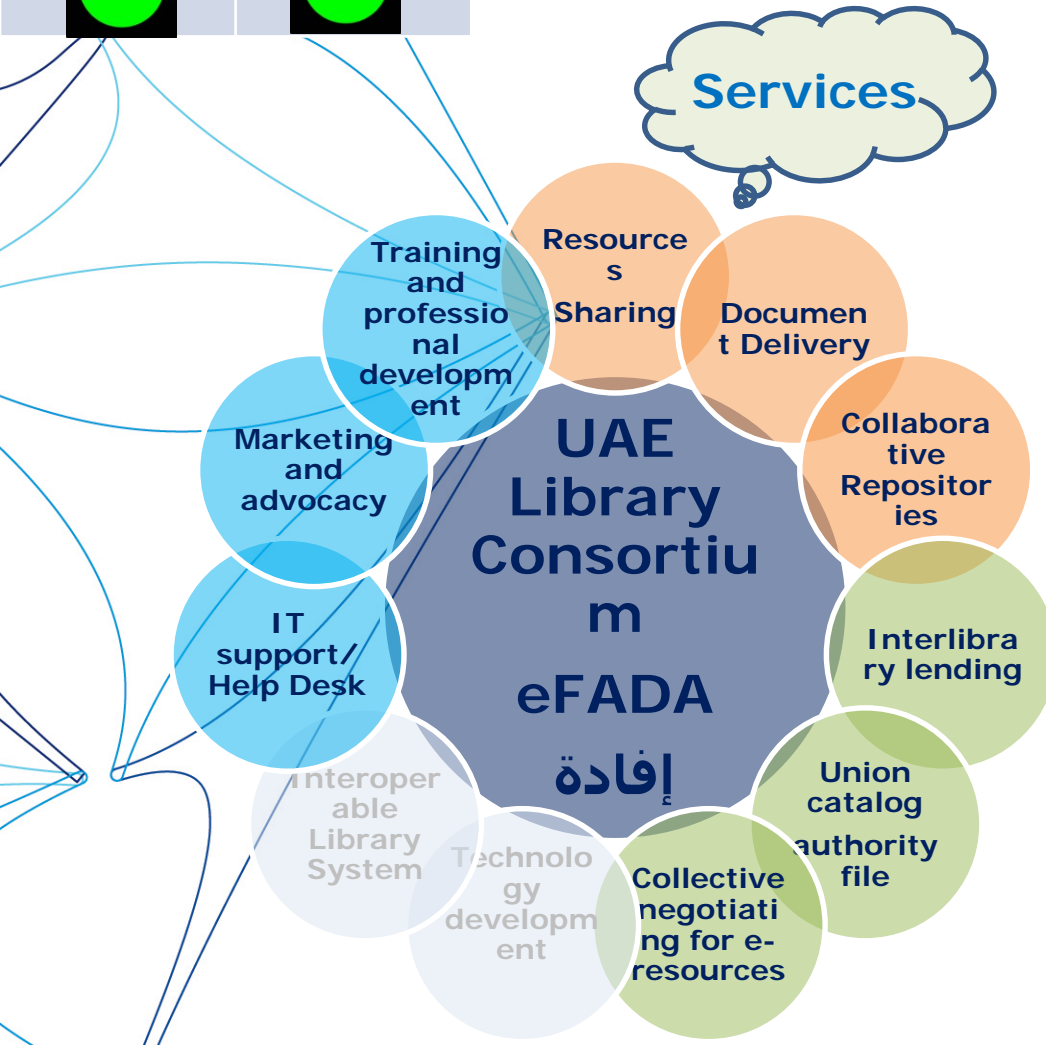 Services
Resource
s
Sharing
Documen
t Delivery
Collabora
tive
Repositor
ies
Interlibra
ry lending
Union
catalog
authority
file
Collective
negotiati
ng for e-
resources
Technolo
gy
developm
ent
Interoper
able
Library
System
IT
support/
Help Desk
Marketing
and
advocacy
Training
and
professio
nal
developm
ent
UAE
Library
Consortiu
m
eFADA
إفادة